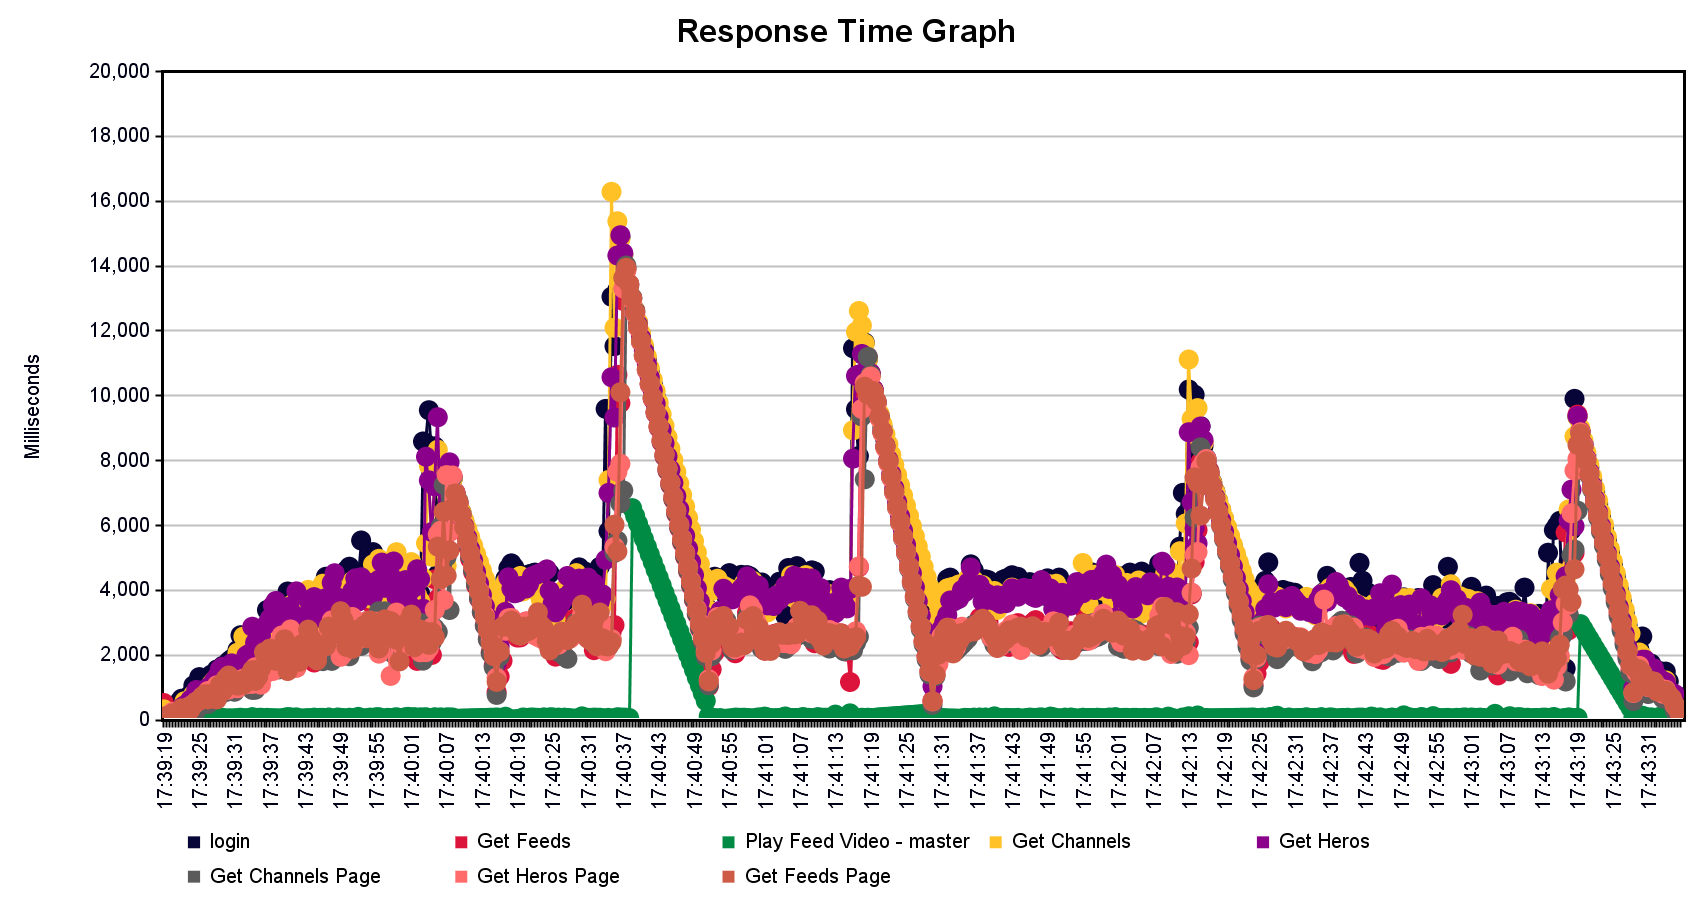 Response Time Graph
20,000
18,000
16,000
14,000
12,000
10,000
8,000
6,000
4,000
2,000
0
Milliseconds
17:39:19 17:39:25 17:39:31 17:39:37 17:39:43 17:39:49 17:39:55 17:40:01 17:40:07 17:40:13 17:40:19 17:40:25 17:40:31 17:40:37 17:40:43 17:40:49 17:40:55 17:41:01 17:41:07 17:41:13 17:41:19 17:41:25 17:41:31 17:41:37 17:41:43 17:41:49 17:41:55 17:42:01 17:42:07 17:42:13 17:42:19 17:42:25 17:42:31 17:42:37 17:42:43 17:42:49 17:42:55 17:43:01 17:43:07 17:43:13 17:43:19 17:43:25 17:43:31
login Get Feeds Play Feed Video - master Get Channels Get Heros
Get Channels Page Get Heros Page Get Feeds Page